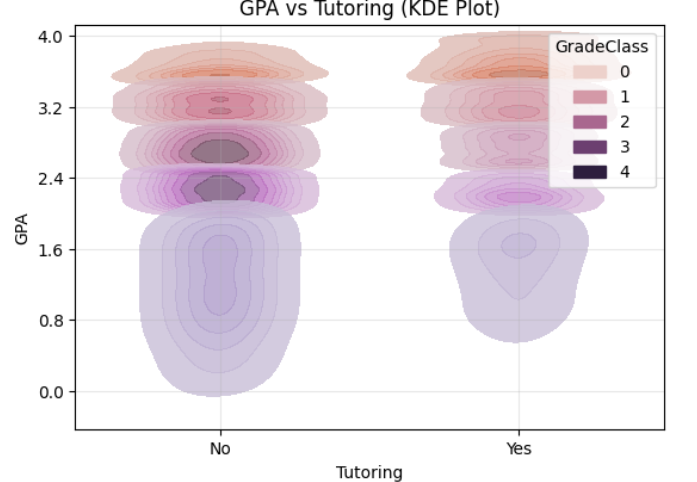 GPA vs Tutoring (KDE Plot)
4.0
3.2
2.4
1.6
0.8
0.0
GPA
GradeClass
0
1
2
3
4
No
Yes
Tutoring